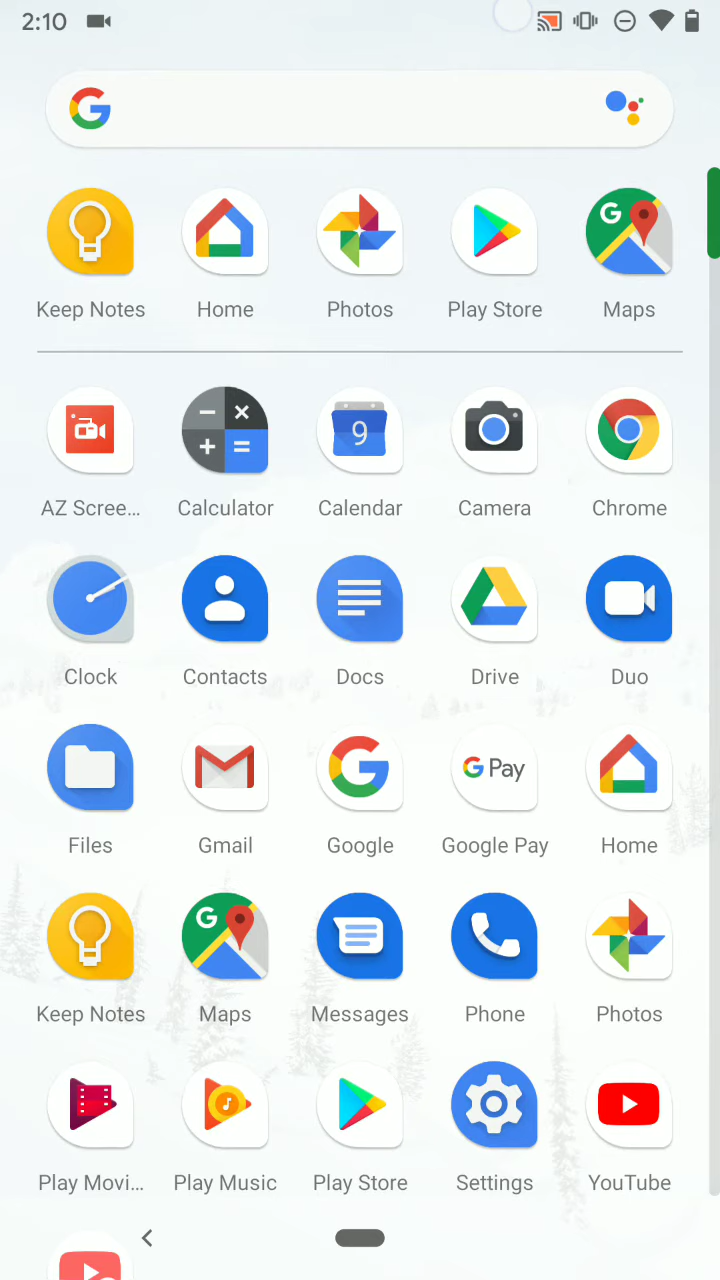 2:10
G
Keep Notes Home Photos Play Store Maps
AZ Scree... Calculator Calendar Camera Chrome
9
Clock Contacts Docs Drive Duo
G Pay
Files Gmail Google Google Pay Home
G
Keep Notes Maps Messages Phone Photos
Play Movi... Play Music Play Store Settings YouTube